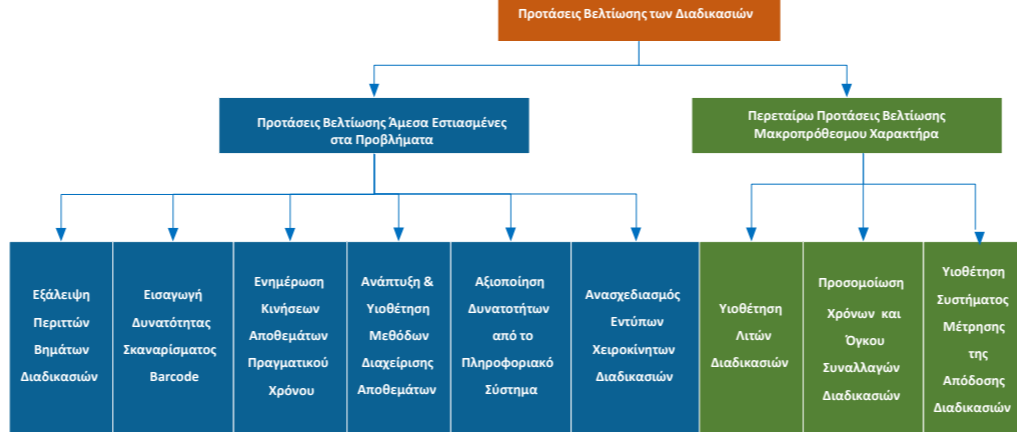 Προτάσεις Βελτίωσης των Διαδικασιών
Προτάσεις Βελτίωσης Άμεσα Εστιασμένες
στα Προβλήματα
Περεταίρω Προτάσεις Βελτίωσης
Μακροπρόθεσμου Χαρακτήρα
Εξάλειψη
Περιττών
Βημάτων
Διαδικασιών
Εισαγωγή
Δυνατότητας
Σκαναρίσματος
Barcode
Ενημέρωση
Κινήσεων
Αποθεμάτων
Πραγματικού
Χρόνου
Ανάπτυξη &
Υιοθέτηση
Μεθόδων
Διαχείρισης
Αποθεμάτων
Αξιοποίηση
Δυνατοτήτων
από το
Πληροφοριακό
Σύστημα
Ανασχεδιασμός
Εντύπων
Χειροκίνητων
Διαδικασιών
Υιοθέτηση
Λιτών
Διαδικασιών
Προσομοίωση
Χρόνων και
Όγκου
Συναλλαγών
Διαδικασιών
Υιοθέτηση
Συστήματος
Μέτρησης
της
Απόδοσης
Διαδικασιών